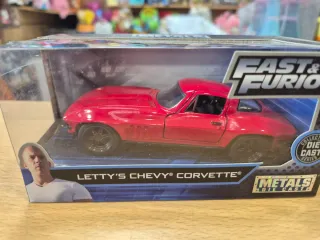 FAST &
FURIOUS
LETTY'S CHEVY® CORVETTE®
DIE
CAST
METALS